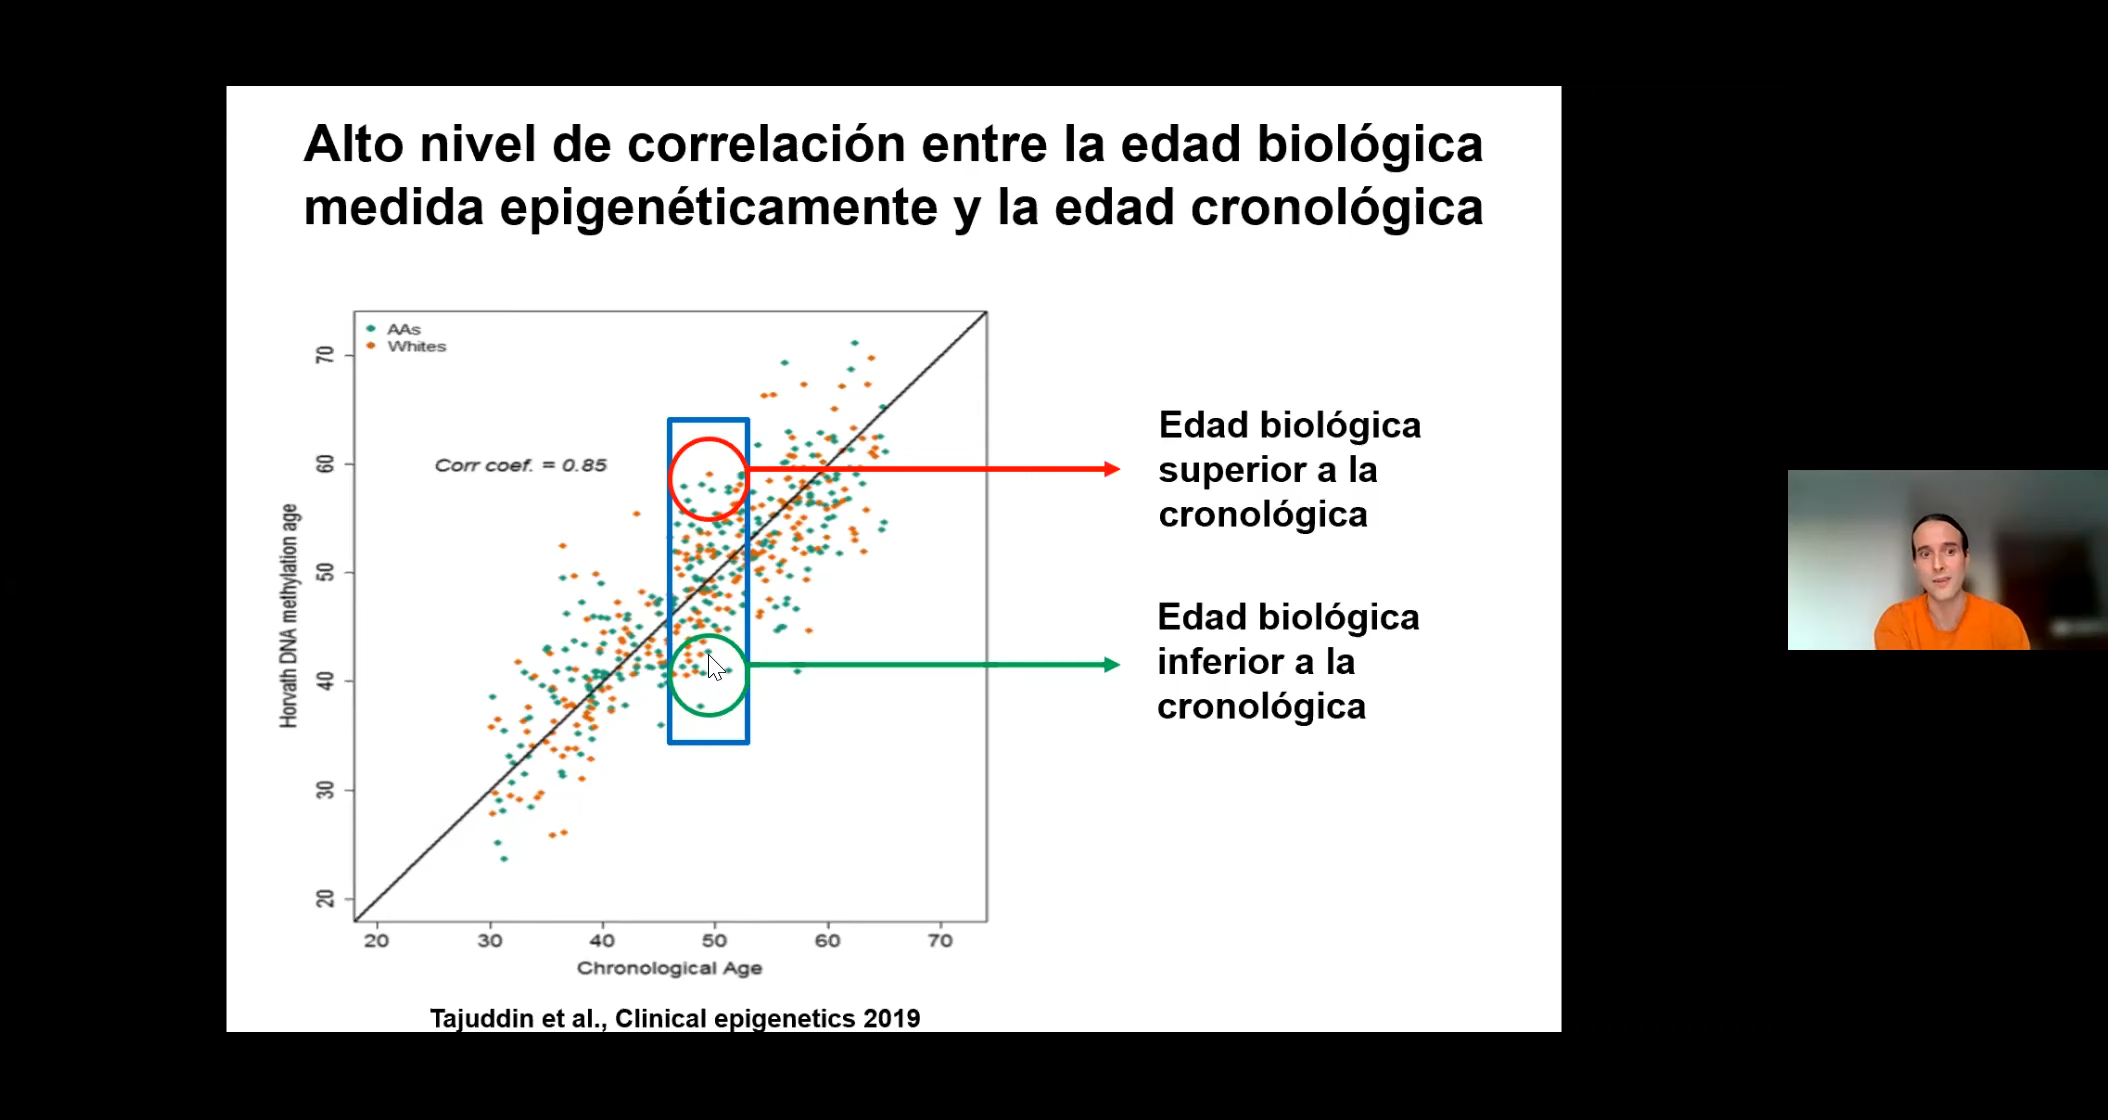 Alto nivel de correlación entre la edad biológica
medida epigenéticamente y la edad cronológica
AAs
Whites
Corr coef. = 0.85
70
60
50
40
30
20
Horvath DNA methylation age
20 30 40 50 60 70
Chronological Age
Edad biológica
superior a la
cronológica
Edad biológica
inferior a la
cronológica
Tajuddin et al., Clinical epigenetics 2019